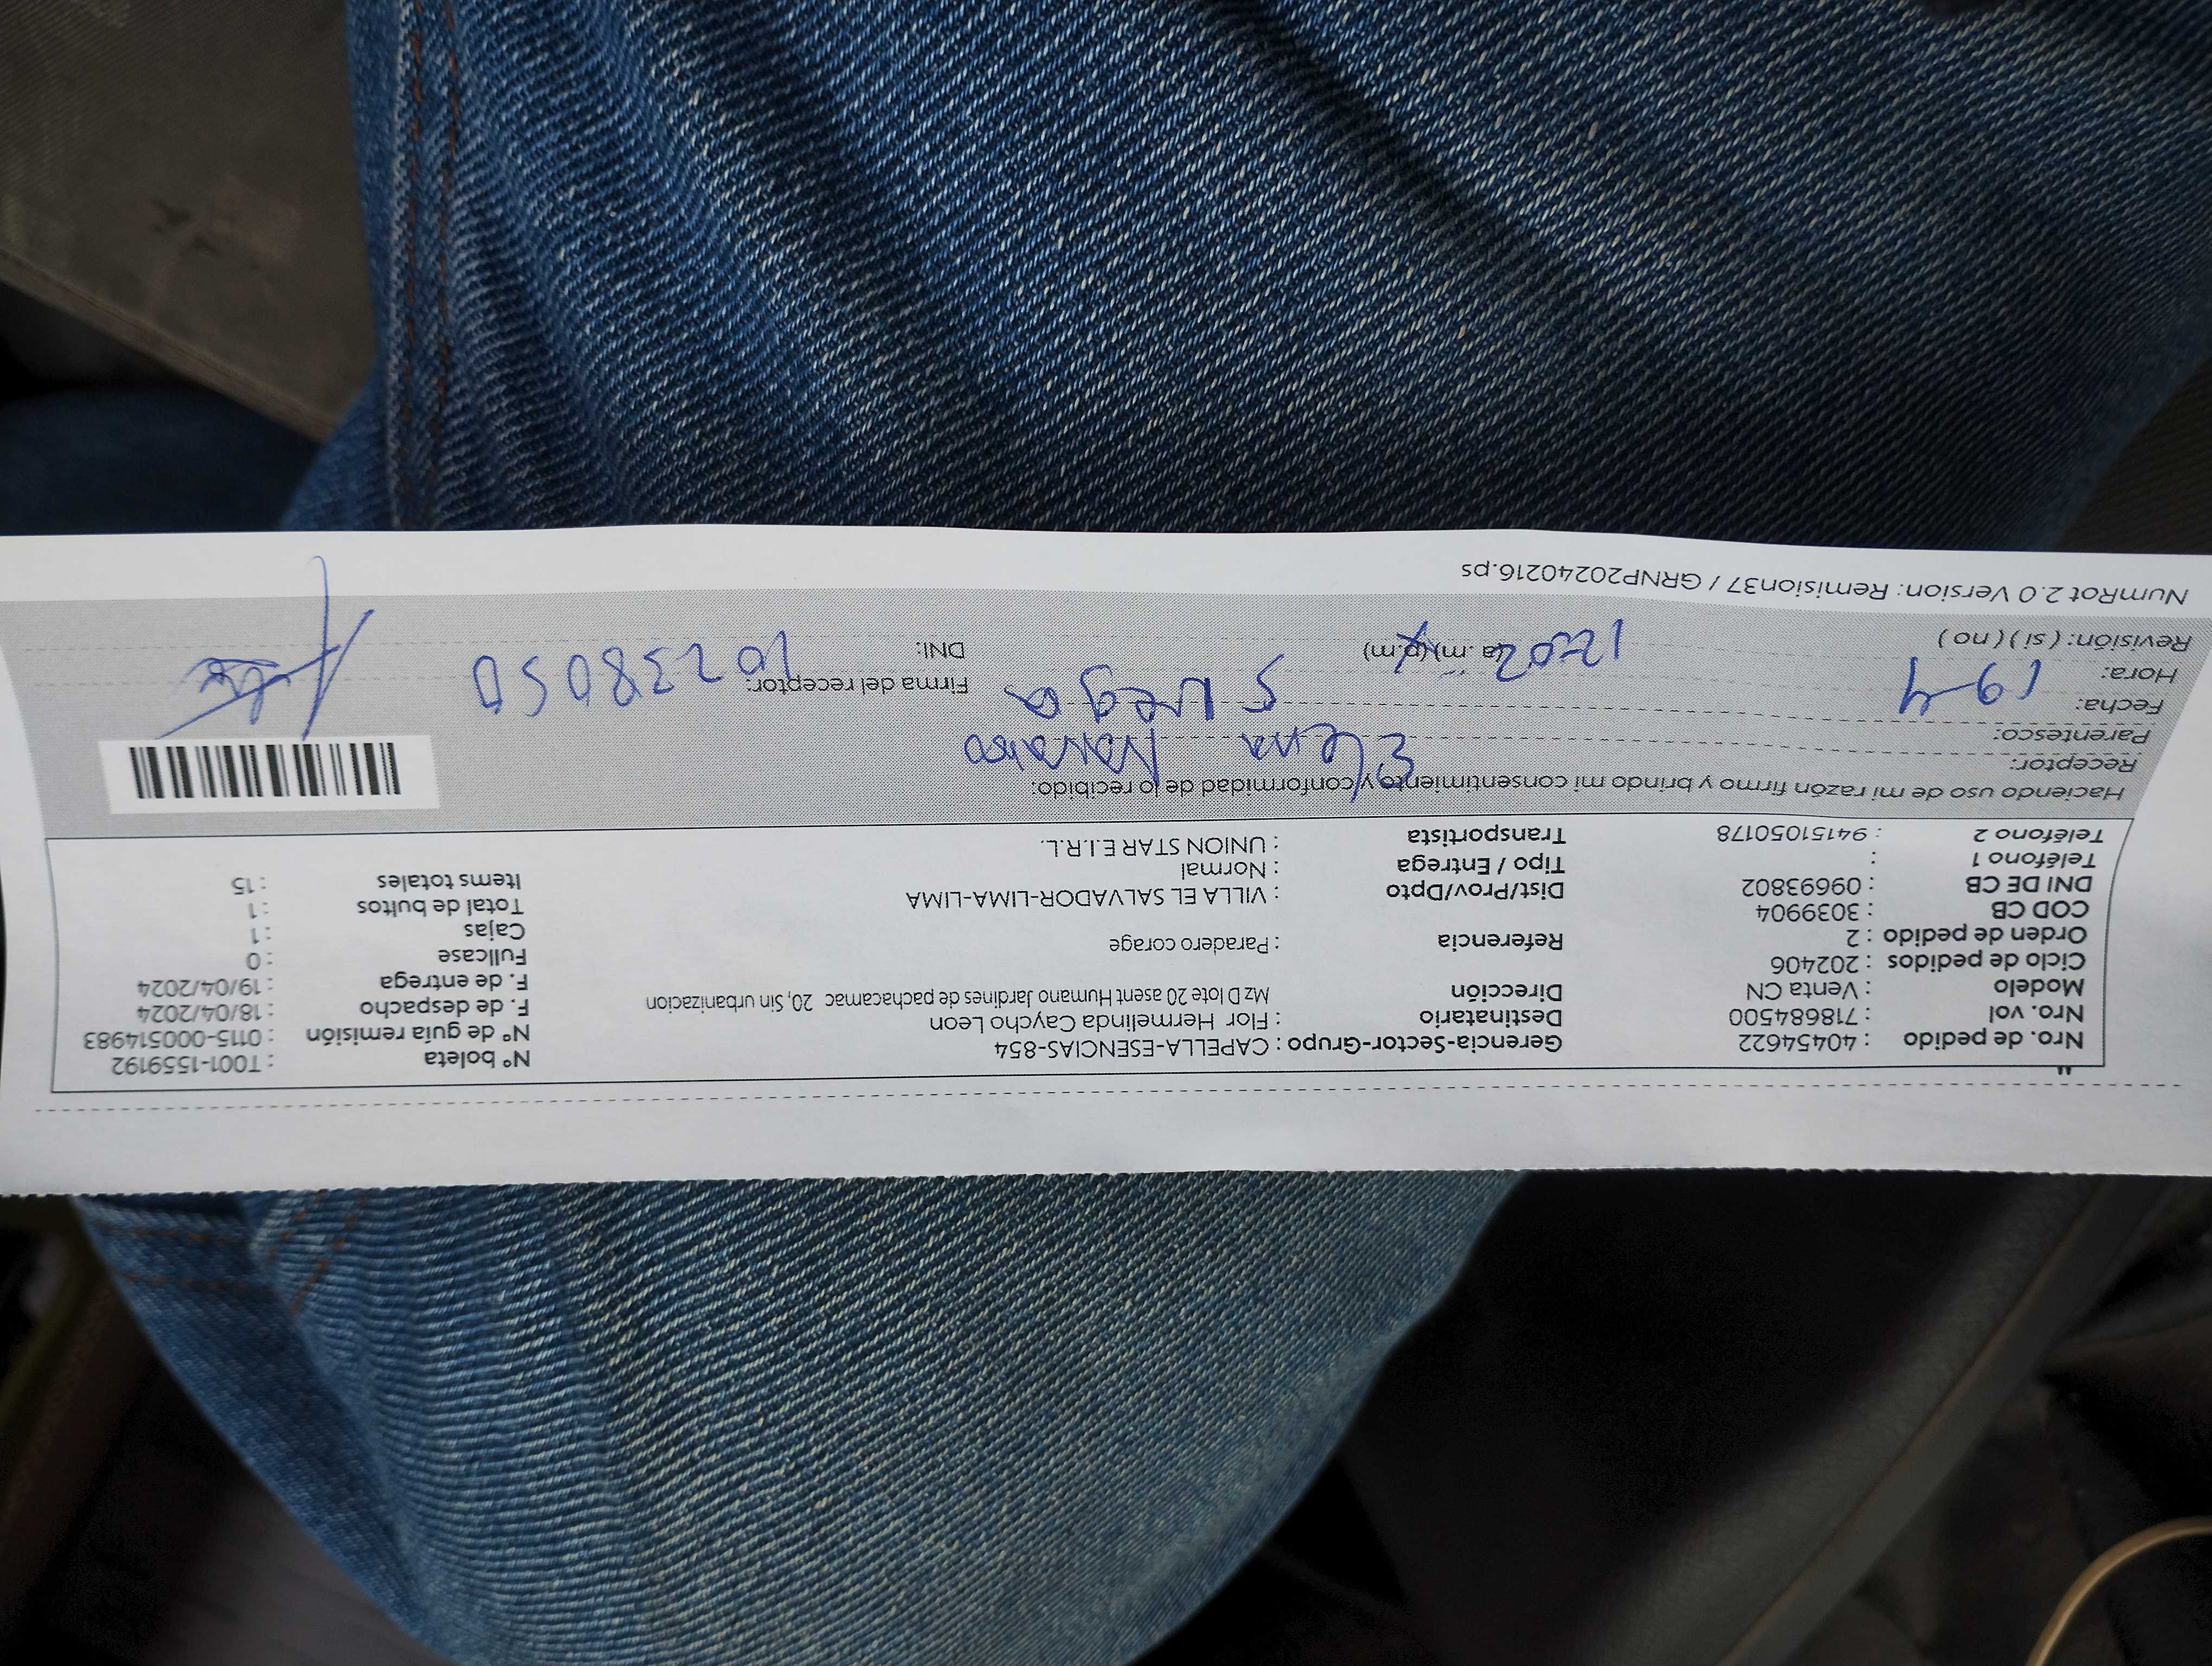 Nro. de pedido : 40454622
Nro. vol : 718684500
Modelo : Venta CN
Ciclo de pedidos : 202406
Orden de pedido : 2
COD CB : 3039904
DNI DE CB : 09693802
Teléfono 1 :
Teléfono 2 : 94151050178
Gerencia-Sector-Grupo : CAPELLA-ESENCIAS-854
Destinatario : Flor Hermelinda Caycho Leon
Dirección Mz D lote 20 asent Humano Jardines de pachacamac 20, Sin urbanizacion
Referencia : Paradero corage
Dist/Prov/Dpto : VILLA EL SALVADOR-LIMA-LIMA
Tipo / Entrega : Normal
Transportista : UNION STAR E.I.R.L.
N° boleta : T001-1559192
N° de guía remisión : 0115-000514983
F. de despacho : 18/04/2024
F. de entrega : 19/04/2024
Fullcase : 0
Cajas : 1
Total de bultos : 1
Items totales : 15
Haciendo uso de mi razón firmo y brindo mi consentimiento y conformidad de lo recibido:
Receptor: Elena Navarro
Parentesco:
Fecha: 19-4
Hora: (a .m) (p.m)
Revisión: ( si ) ( no )
Firma del receptor:
DNI: 10238050
NumRot 2.0 Version: Remision37 / GRNP20240216.ps